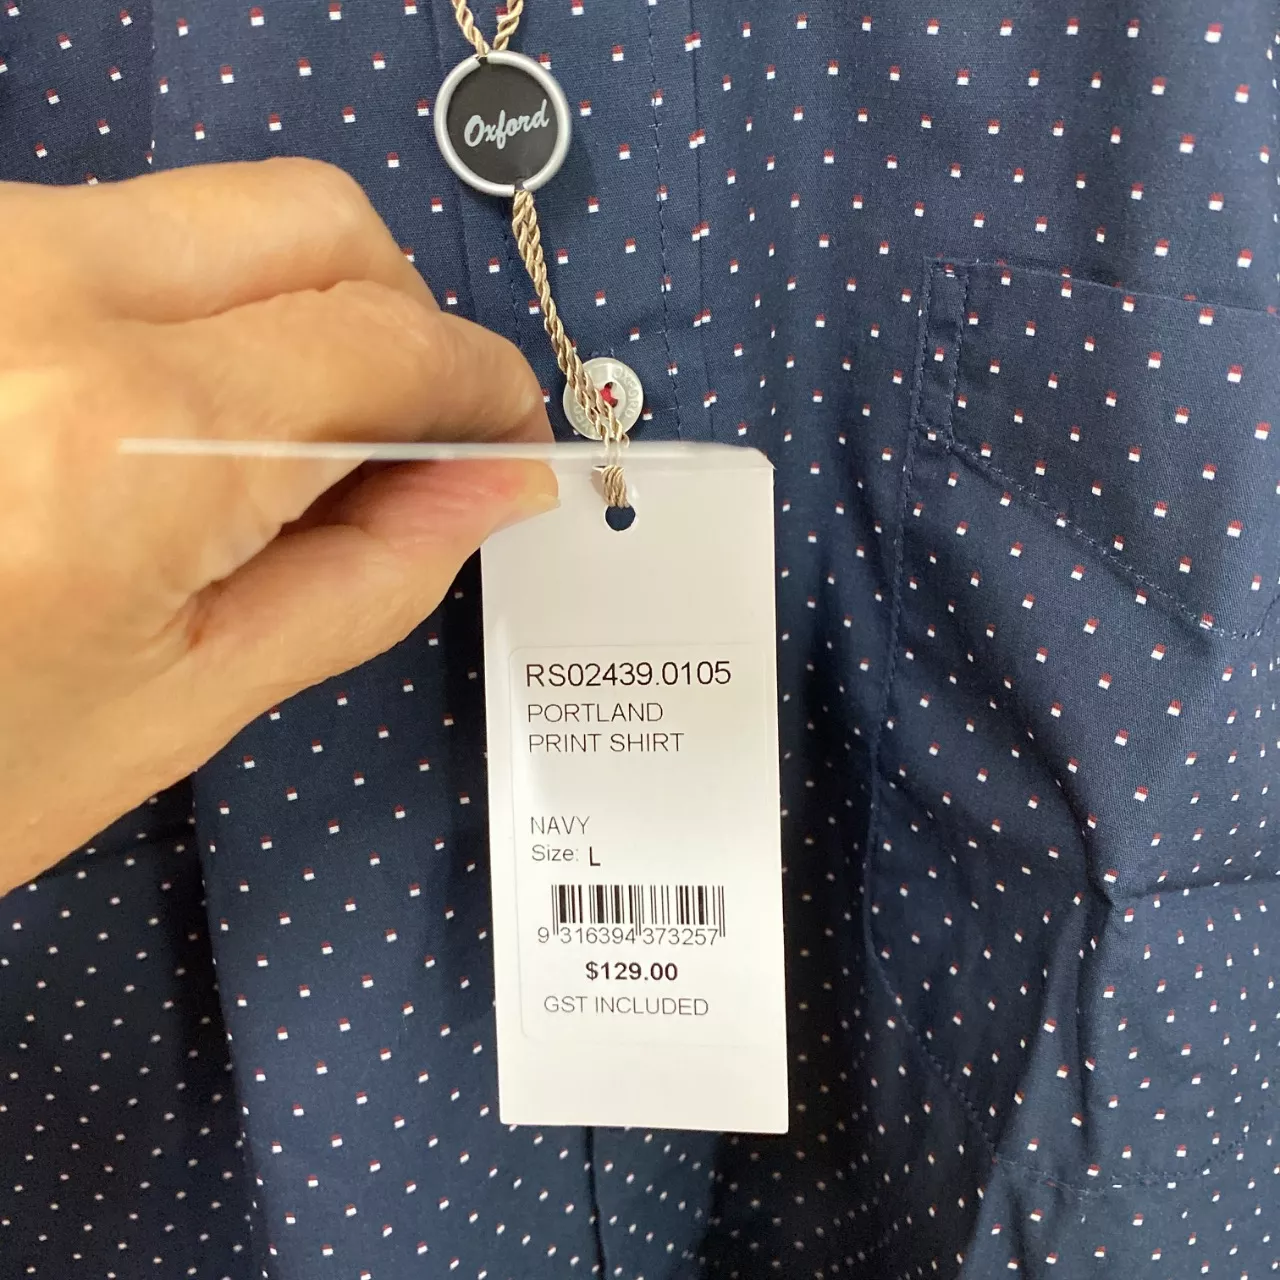 Oxford
RS02439.0105
PORTLAND
PRINT SHIRT
NAVY
Size: L
9 316394 373257
$129.00
GST INCLUDED